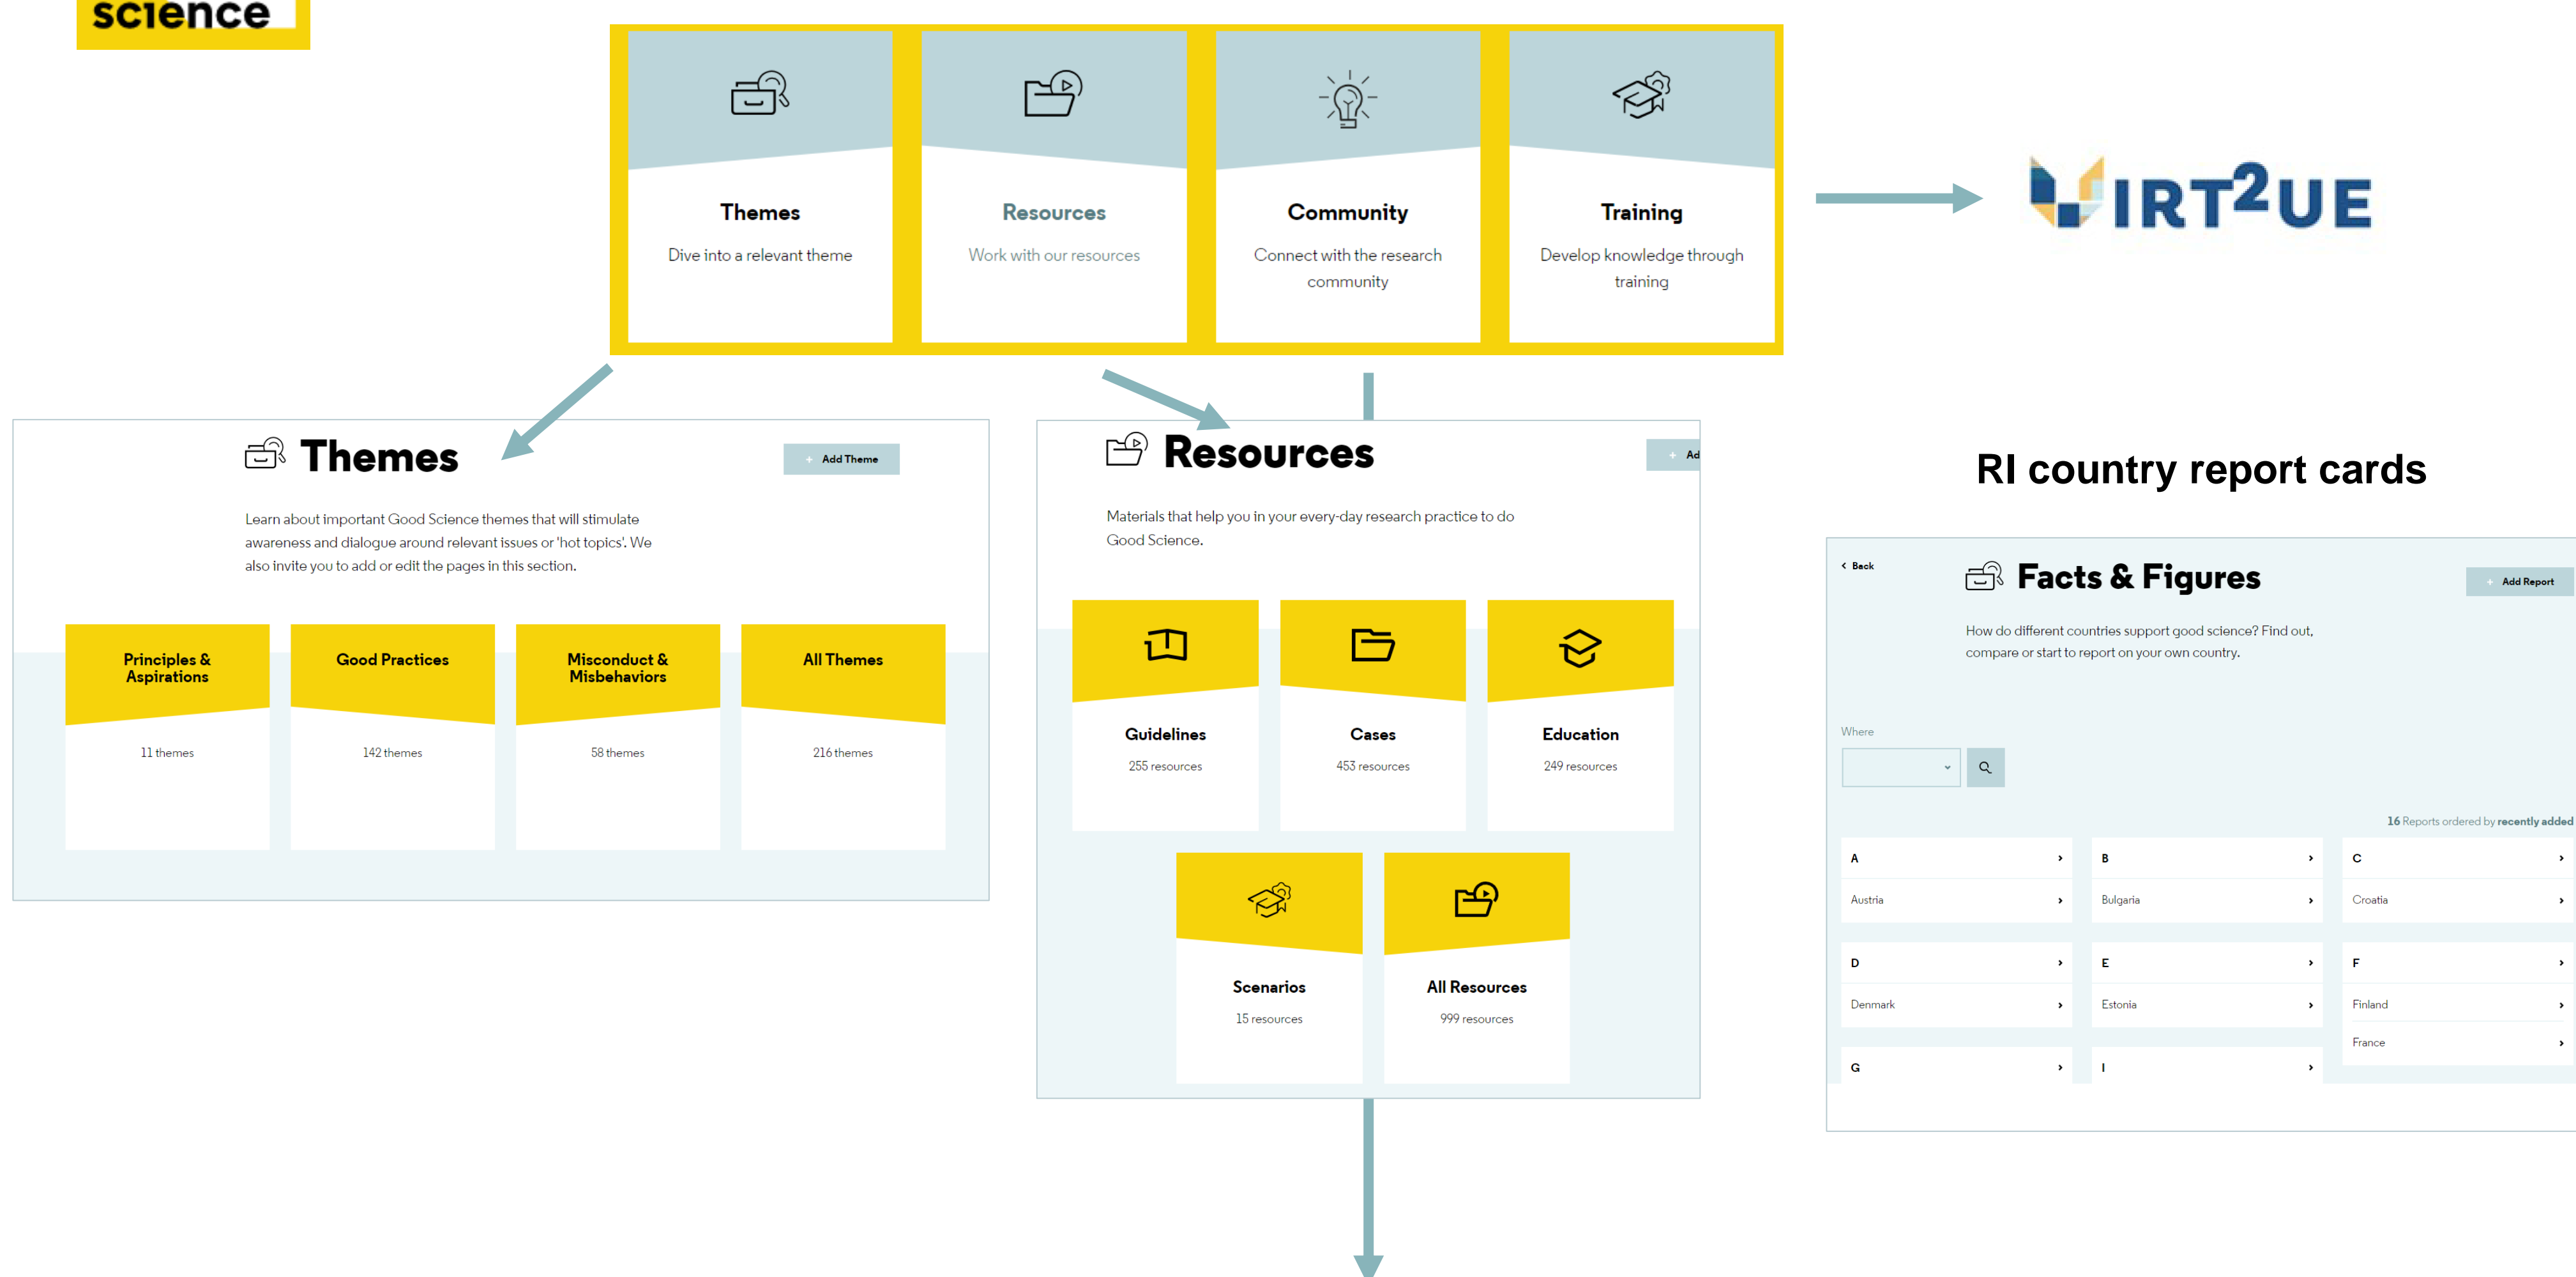 science
Themes
Dive into a relevant theme
Resources
Work with our resources
Community
Connect with the research
community
Training
Develop knowledge through
training
VIRT2UE
Themes
+ Add Theme
Learn about important Good Science themes that will stimulate
awareness and dialogue around relevant issues or 'hot topics'. We
also invite you to add or edit the pages in this section.
Principles &
Aspirations
11 themes
Good Practices
142 themes
Misconduct &
Misbehaviors
58 themes
All Themes
216 themes
Resources
+ Ad
Materials that help you in your every-day research practice to do
Good Science.
Guidelines
255 resources
Cases
453 resources
Education
249 resources
Scenarios
15 resources
All Resources
999 resources
RI country report cards
< Back
Facts & Figures
+ Add Report
How do different countries support good science? Find out,
compare or start to report on your own country.
Where
16 Reports ordered by recently added
A
Austria
B
Bulgaria
C
Croatia
D
Denmark
E
Estonia
F
Finland
France
G
I